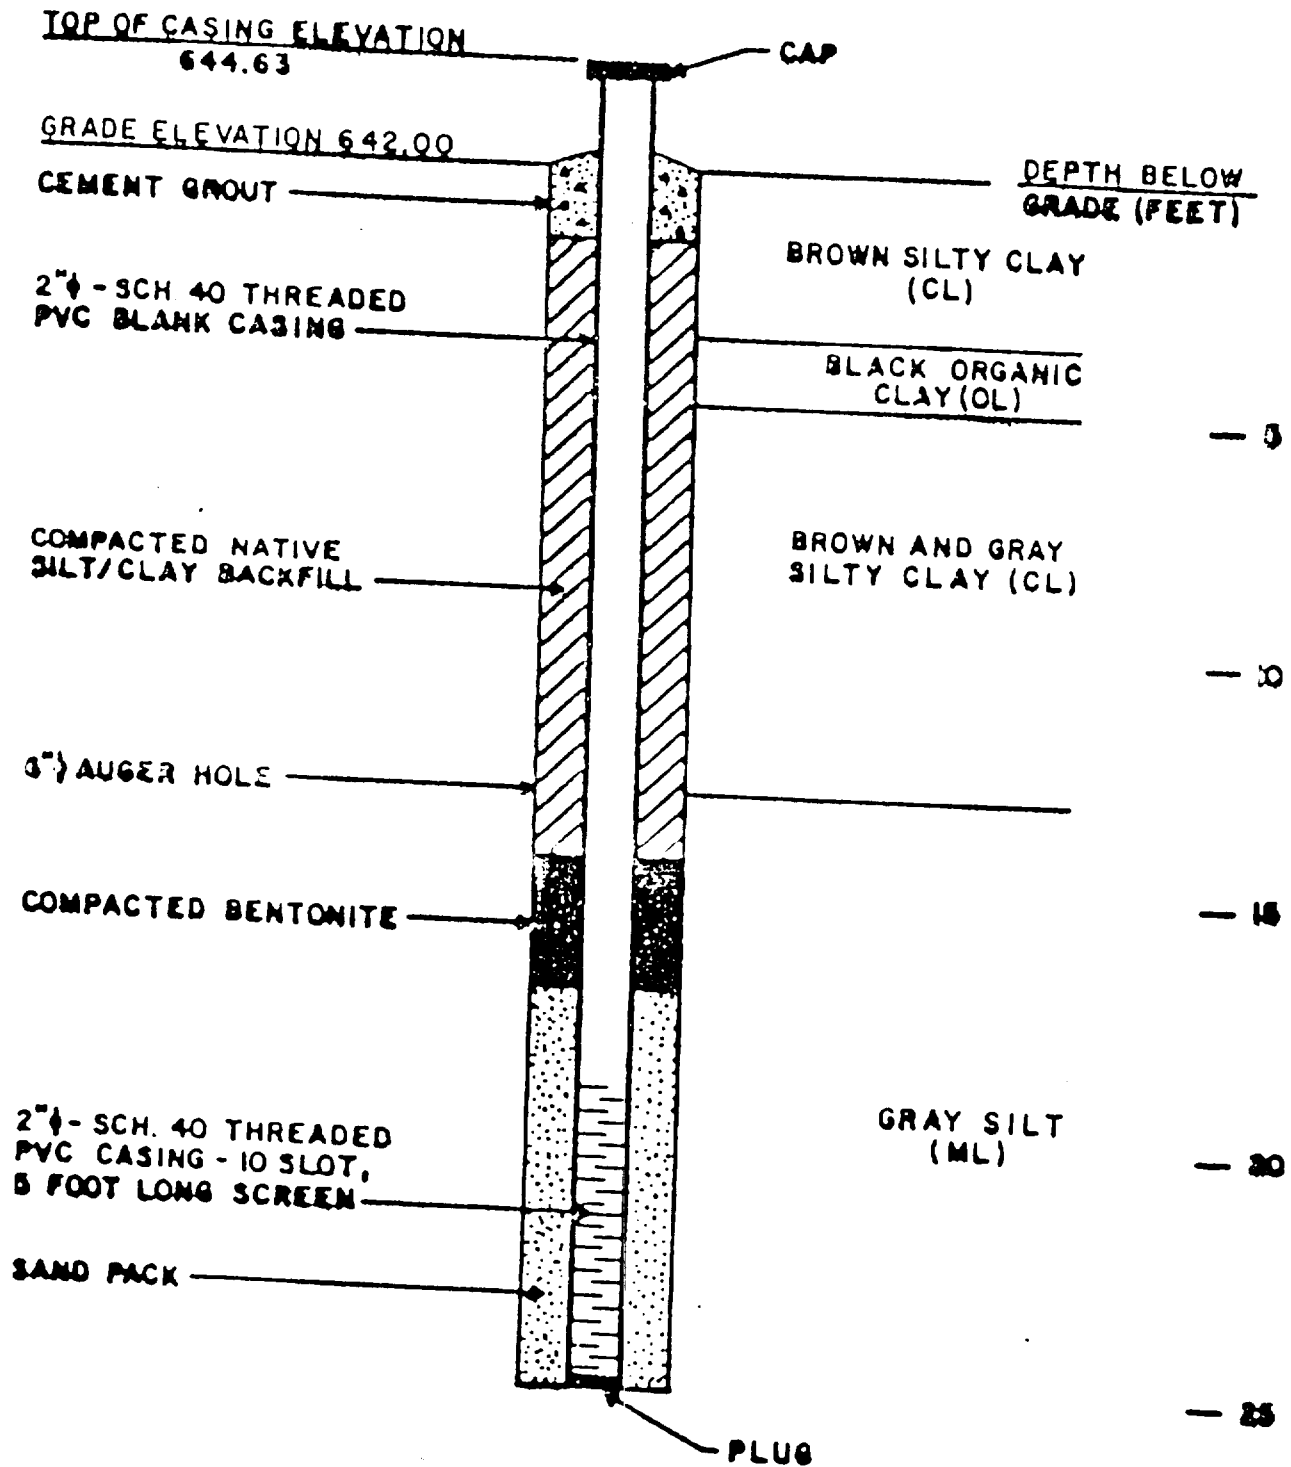 TOP OF CASING ELEVATION
644.63
CAP
GRADE ELEVATION 642.00
CEMENT GROUT
DEPTH BELOW
GRADE (FEET)
BROWN SILTY CLAY
(CL)
2"ϕ - SCH 40 THREADED
PVC BLANK CASING
BLACK ORGANIC
CLAY (OL)
5
COMPACTED NATIVE
SILT/CLAY BACKFILL
BROWN AND GRAY
SILTY CLAY (CL)
10
AUGER HOLE
COMPACTED BENTONITE
15
2"ϕ - SCH. 40 THREADED
PVC CASING - 10 SLOT,
5 FOOT LONG SCREEN
GRAY SILT
(ML)
20
SAND PACK
25
PLUG